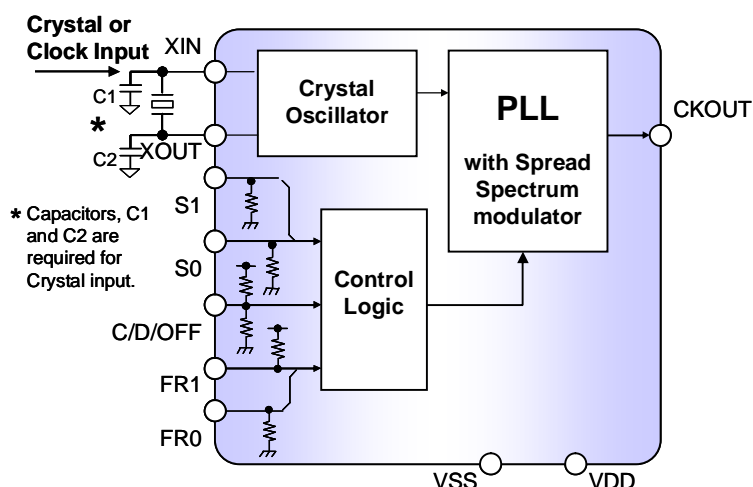 Crystal or
Clock Input
XIN
C1
*
C2
XOUT
Crystal
Oscillator
PLL
with Spread
Spectrum
modulator
CKOUT
S1
* Capacitors, C1
and C2 are
required for
Crystal input.
S0
Control
Logic
C/D/OFF
FR1
FR0
VSS
VDD